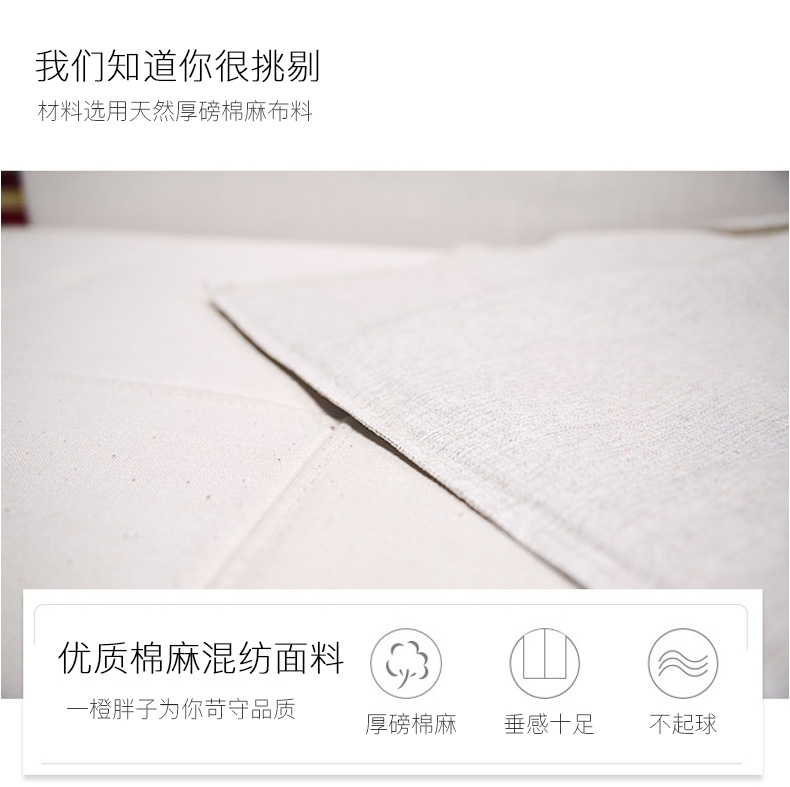 我们知道你很挑剔
材料选用天然厚磅棉麻布料
优质棉麻混纺面料
一橙胖子为你苛守品质
厚磅棉麻
垂感十足
不起球